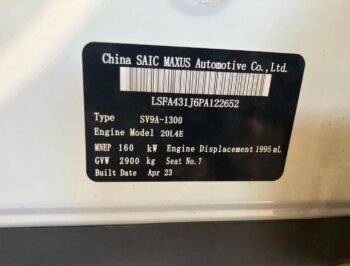 China SAIC MAXUS Automotive Co.,Ltd.
LSFA431J6PA122652
Type SV9A-1300
Engine Model 20L4E
MNEP 160 kW Engine Displacement 1995 mL
GVW 2900 kg Seat No.7
Built Date Apr 23